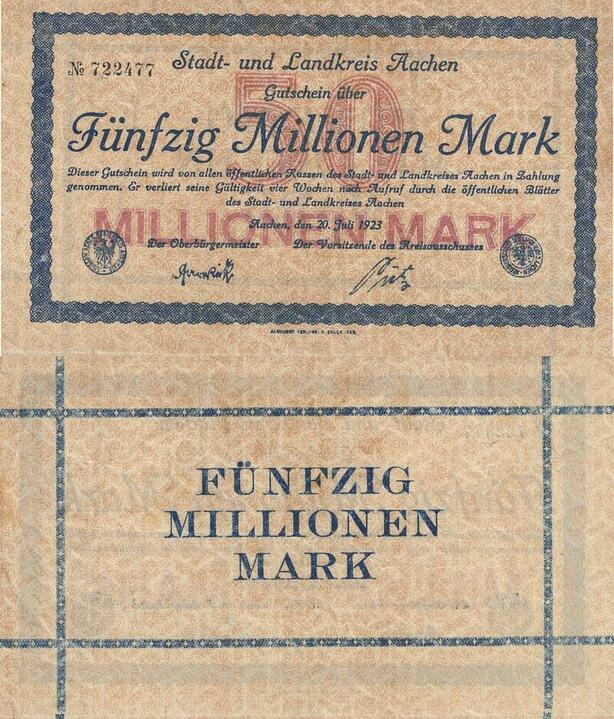 № 722477
Stadt- und Landkreis Aachen
50
Gutschein über
Fünfzig Millionen Mark
Dieser Gutschein wird von allen öffentlichen Kassen des Stadt- und Landkreises Aachen in Zahlung
genommen. Er verliert seine Gültigkeit vier Wochen nach Aufruf durch die öffentlichen Blätter
des Stadt- und Landkreises Aachen
MILLIONEN MARK
Aachen, den 20. Juli 1923
Der Oberbürgermeister Der Vorsitzende des Kreisausschusses
FÜNFZIG
MILLIONEN
MARK